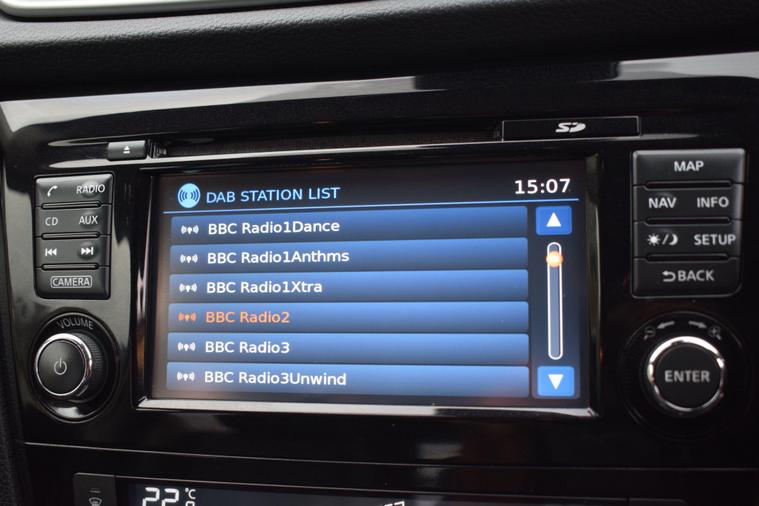 SD
RADIO
CD AUX
CAMERA
VOLUME
DAB STATION LIST 15:07
BBC Radio1Dance
BBC Radio1Anthms
BBC Radio1Xtra
BBC Radio2
BBC Radio3
BBC Radio3Unwind
MAP
NAV INFO
SETUP
BACK
ENTER
22°C